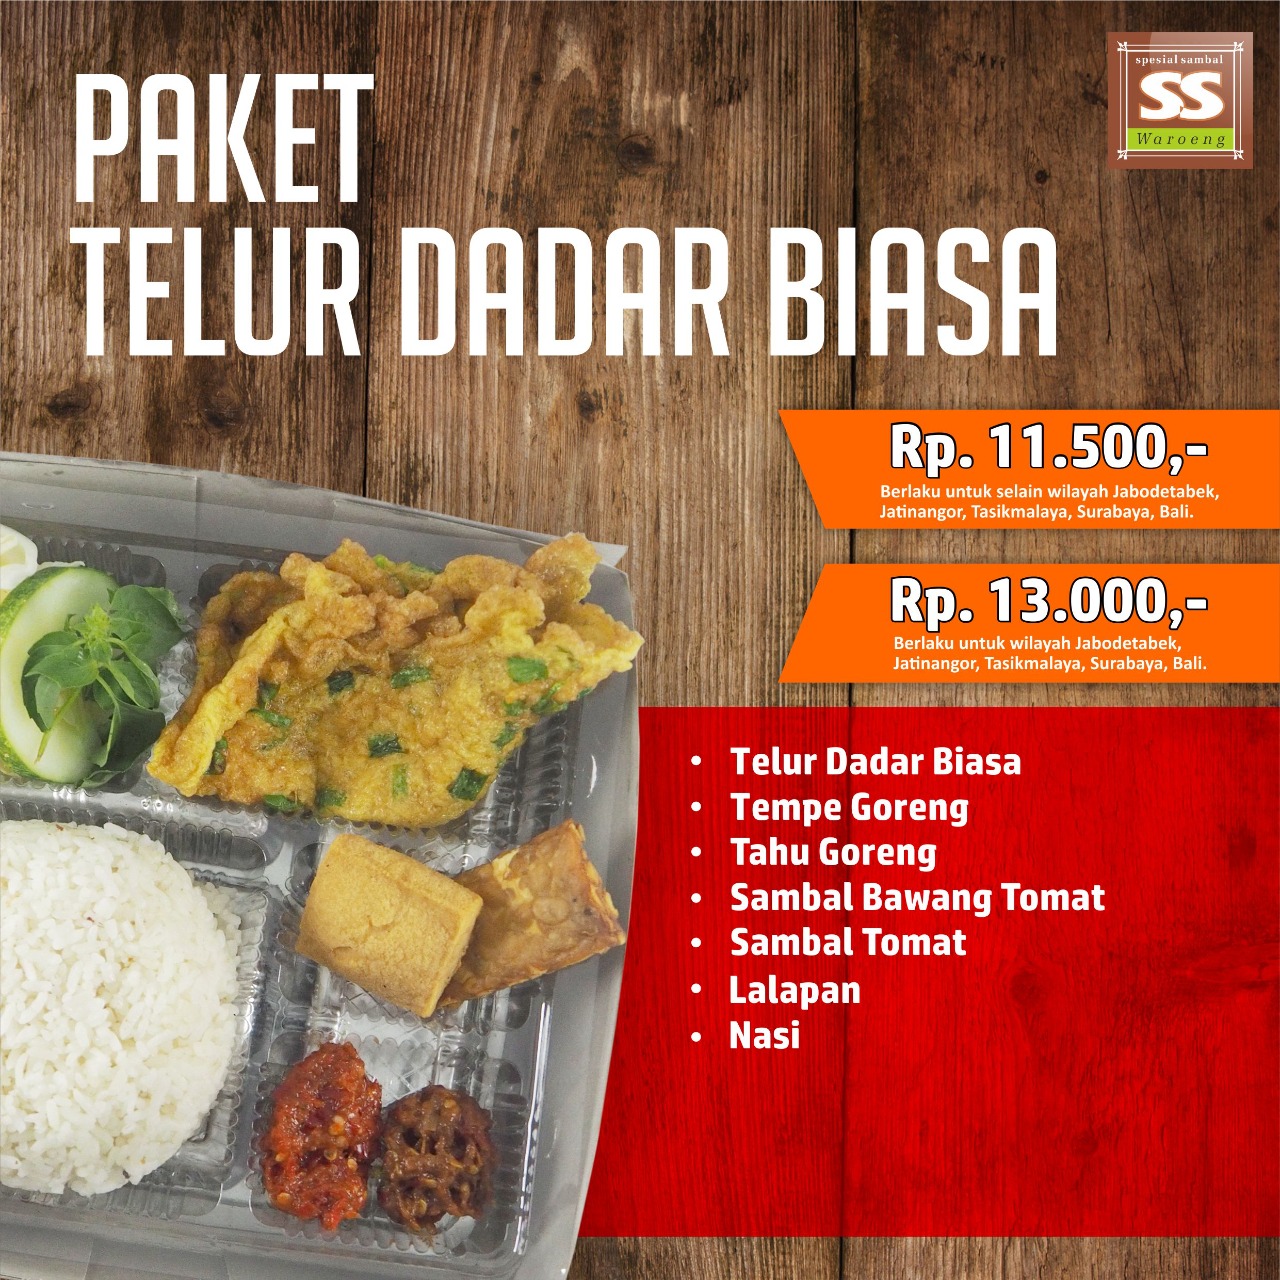 PAKET
TELUR DADAR BIASA
spesial sambal
SS
Waroeng
Rp. 11.500,-
Berlaku untuk selain wilayah Jabodetabek,
Jatinangor, Tasikmalaya, Surabaya, Bali.
Rp. 13.000,-
Berlaku untuk wilayah Jabodetabek,
Jatinangor, Tasikmalaya, Surabaya, Bali.
• Telur Dadar Biasa
• Tempe Goreng
• Tahu Goreng
• Sambal Bawang Tomat
• Sambal Tomat
• Lalapan
• Nasi